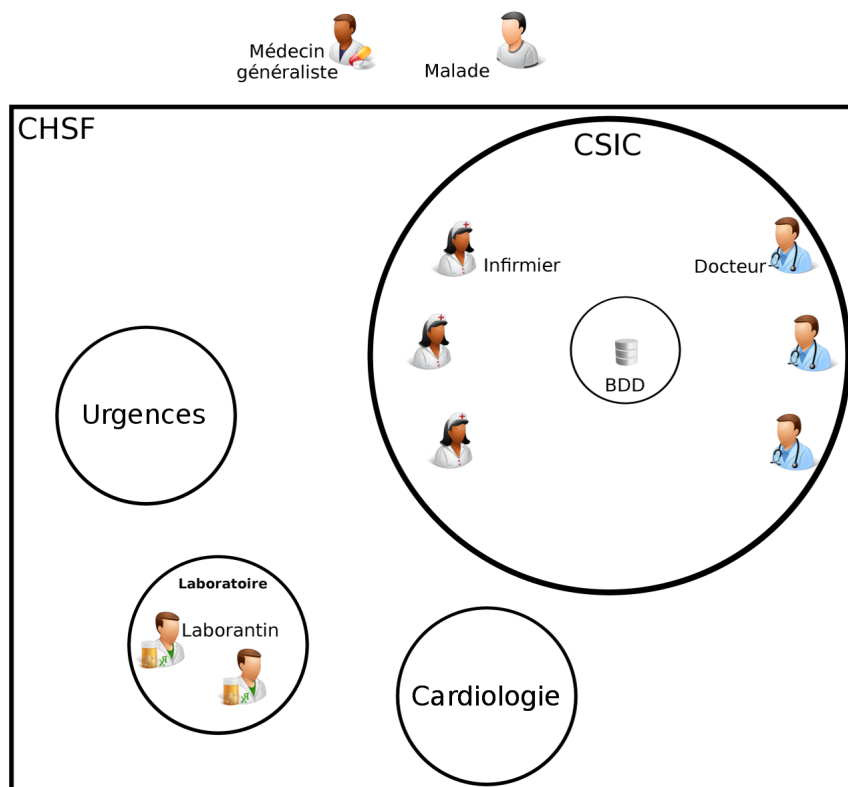 Médecin
généraliste
Malade
CHSF
CSIC
Infirmier
Docteur
BDD
Urgences
Laboratoire
Laborantin
Cardiologie